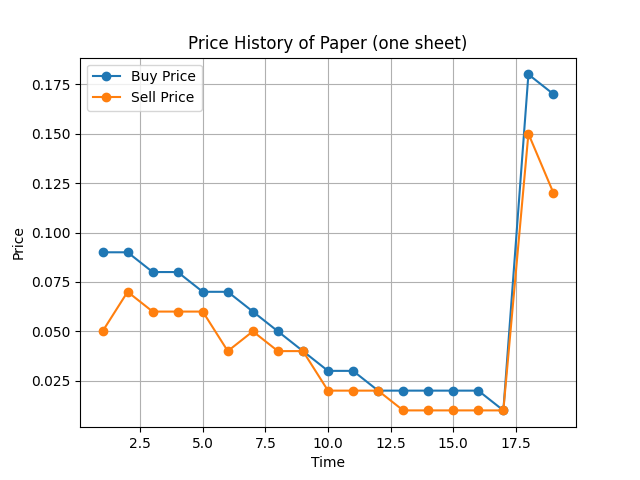 Price History of Paper (one sheet)
Buy Price
Sell Price
0.175
0.150
0.125
0.100
0.075
0.050
0.025
Price
2.5 5.0 7.5 10.0 12.5 15.0 17.5
Time